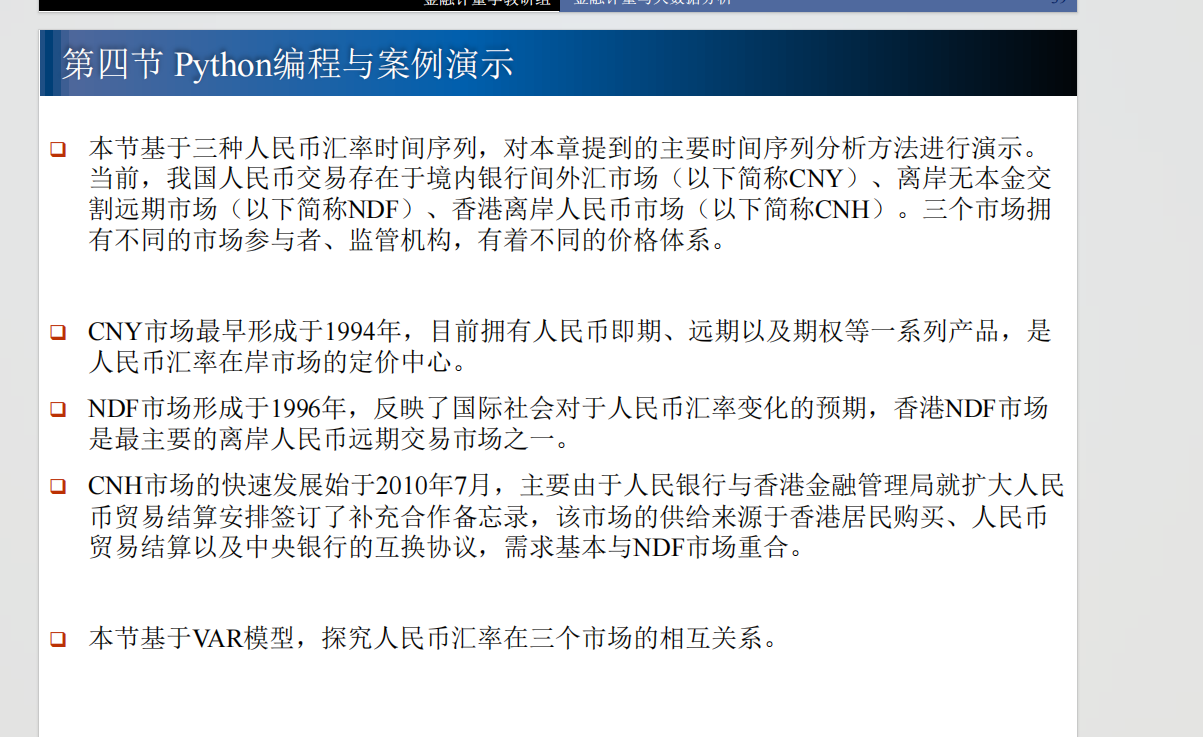 金融计量学教研组 金融计量与大数据分析
第四节 Python编程与案例演示
本节基于三种人民币汇率时间序列，对本章提到的主要时间序列分析方法进行演示。
当前，我国人民币交易存在于境内银行间外汇市场（以下简称CNY）、离岸无本金交
割远期市场（以下简称NDF）、香港离岸人民币市场（以下简称CNH）。三个市场拥
有不同的市场参与者、监管机构，有着不同的价格体系。
CNY市场最早形成于1994年，目前拥有人民币即期、远期以及期权等一系列产品，是
人民币汇率在岸市场的定价中心。
NDF市场形成于1996年，反映了国际社会对于人民币汇率变化的预期，香港NDF市场
是最主要的离岸人民币远期交易市场之一。
CNH市场的快速发展始于2010年7月，主要由于人民银行与香港金融管理局就扩大人民
币贸易结算安排签订了补充合作备忘录，该市场的供给来源于香港居民购买、人民币
贸易结算以及中央银行的互换协议，需求基本与NDF市场重合。
本节基于VAR模型，探究人民币汇率在三个市场的相互关系。